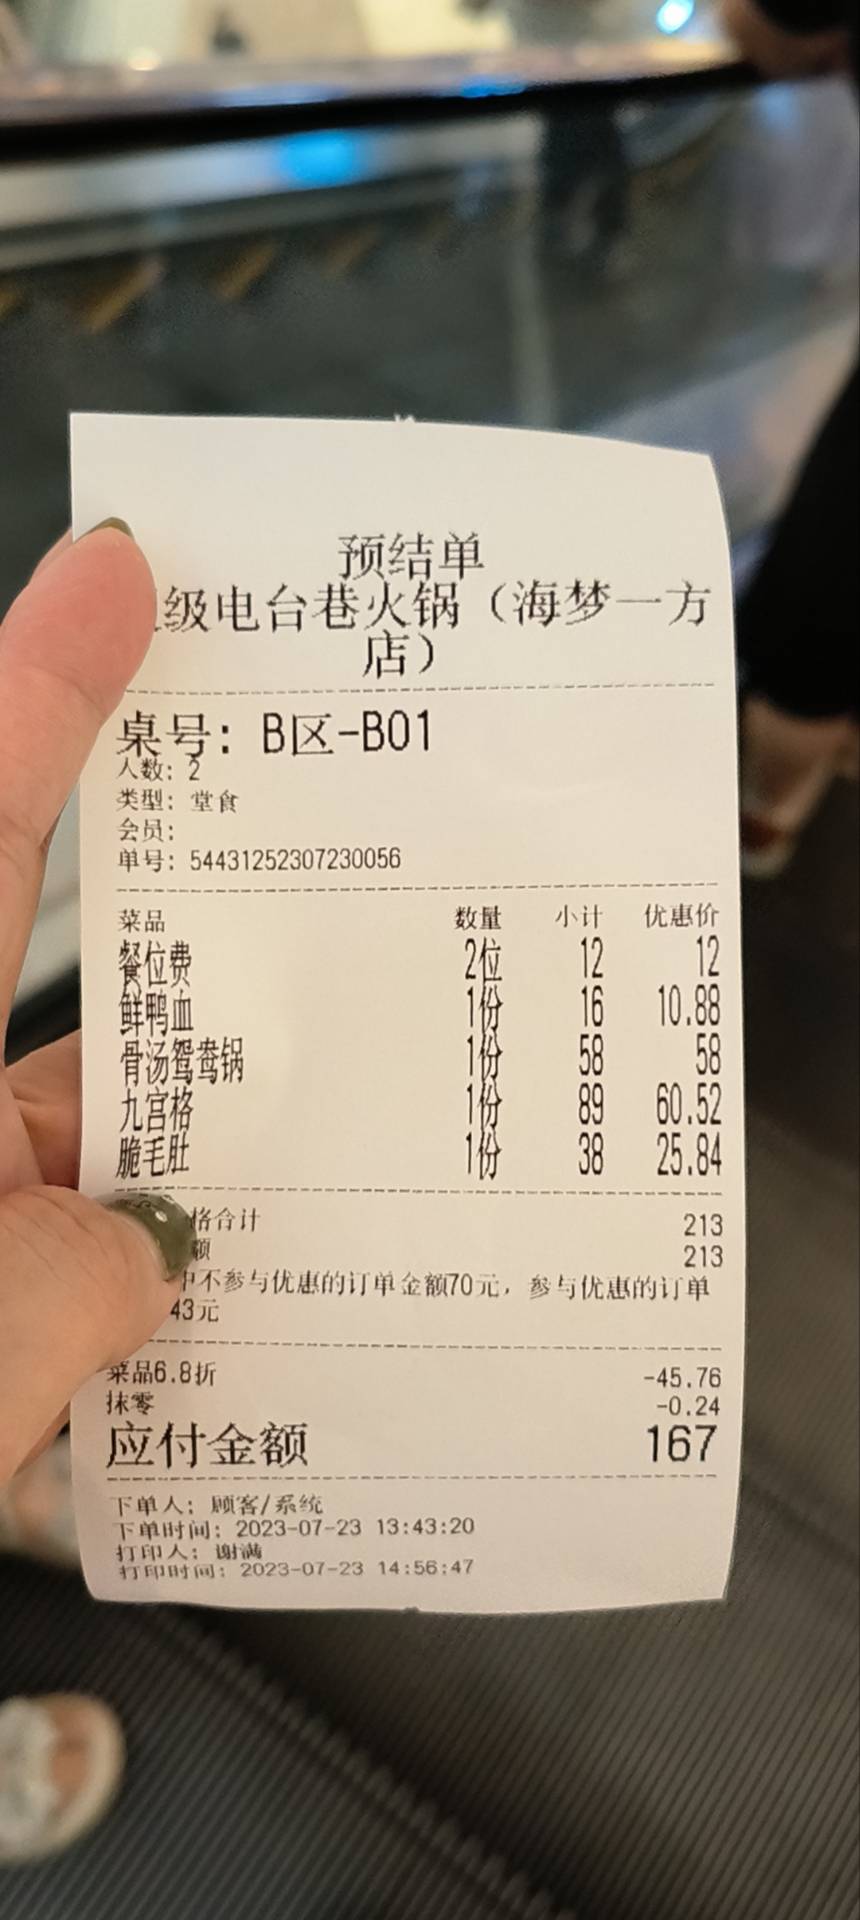 预结单
级电台巷火锅（海梦一方
店）
桌号: B区-B01
人数: 2
类型: 堂食
会员:
单号: 54431252307230056
菜品 数量 小计 优惠价
餐位费 2位 12 12
鲜鸭血 1份 16 10.88
骨汤鸳鸯锅 1份 58 58
九宫格 1份 89 60.52
脆毛肚 1份 38 25.84
格合计 213
额 213
中不参与优惠的订单金额70元，参与优惠的订单
43元
菜品6.8折 -45.76
抹零 -0.24
应付金额 167
下单人: 顾客/系统
下单时间: 2023-07-23 13:43:20
打印人: 谢满
打印时间: 2023-07-23 14:56:47